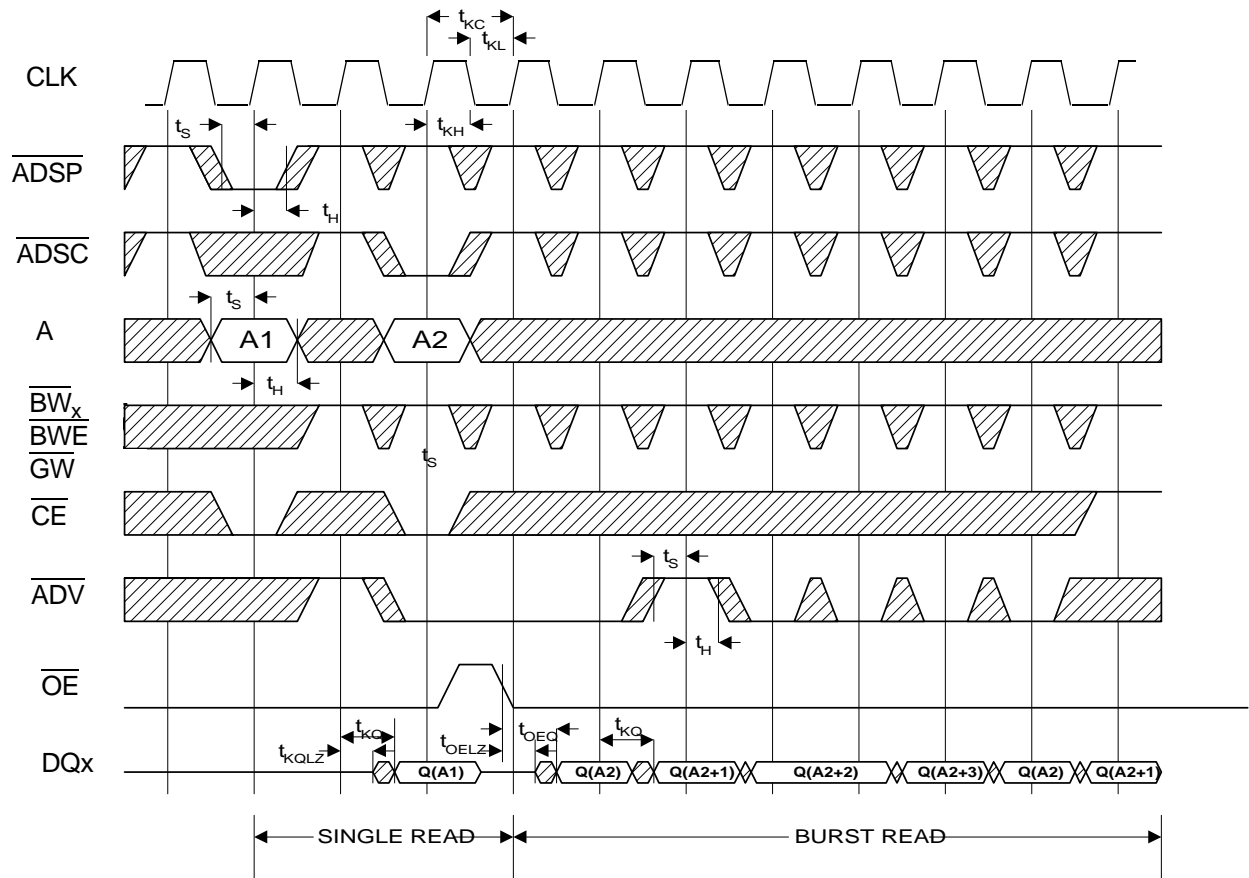 tKC
tKL
CLK
tS
tKH
ADSP
tH
ADSC
tS
A
A1
A2
tH
BWx
BWE
tS
GW
CE
tS
ADV
tH
OE
tKQ
tOEQ
tKQ
tKQLZ
tOELZ
DQx
Q(A1)
Q(A2)
Q(A2+1)
Q(A2+2)
Q(A2+3)
Q(A2)
Q(A2+1)
SINGLE READ
BURST READ